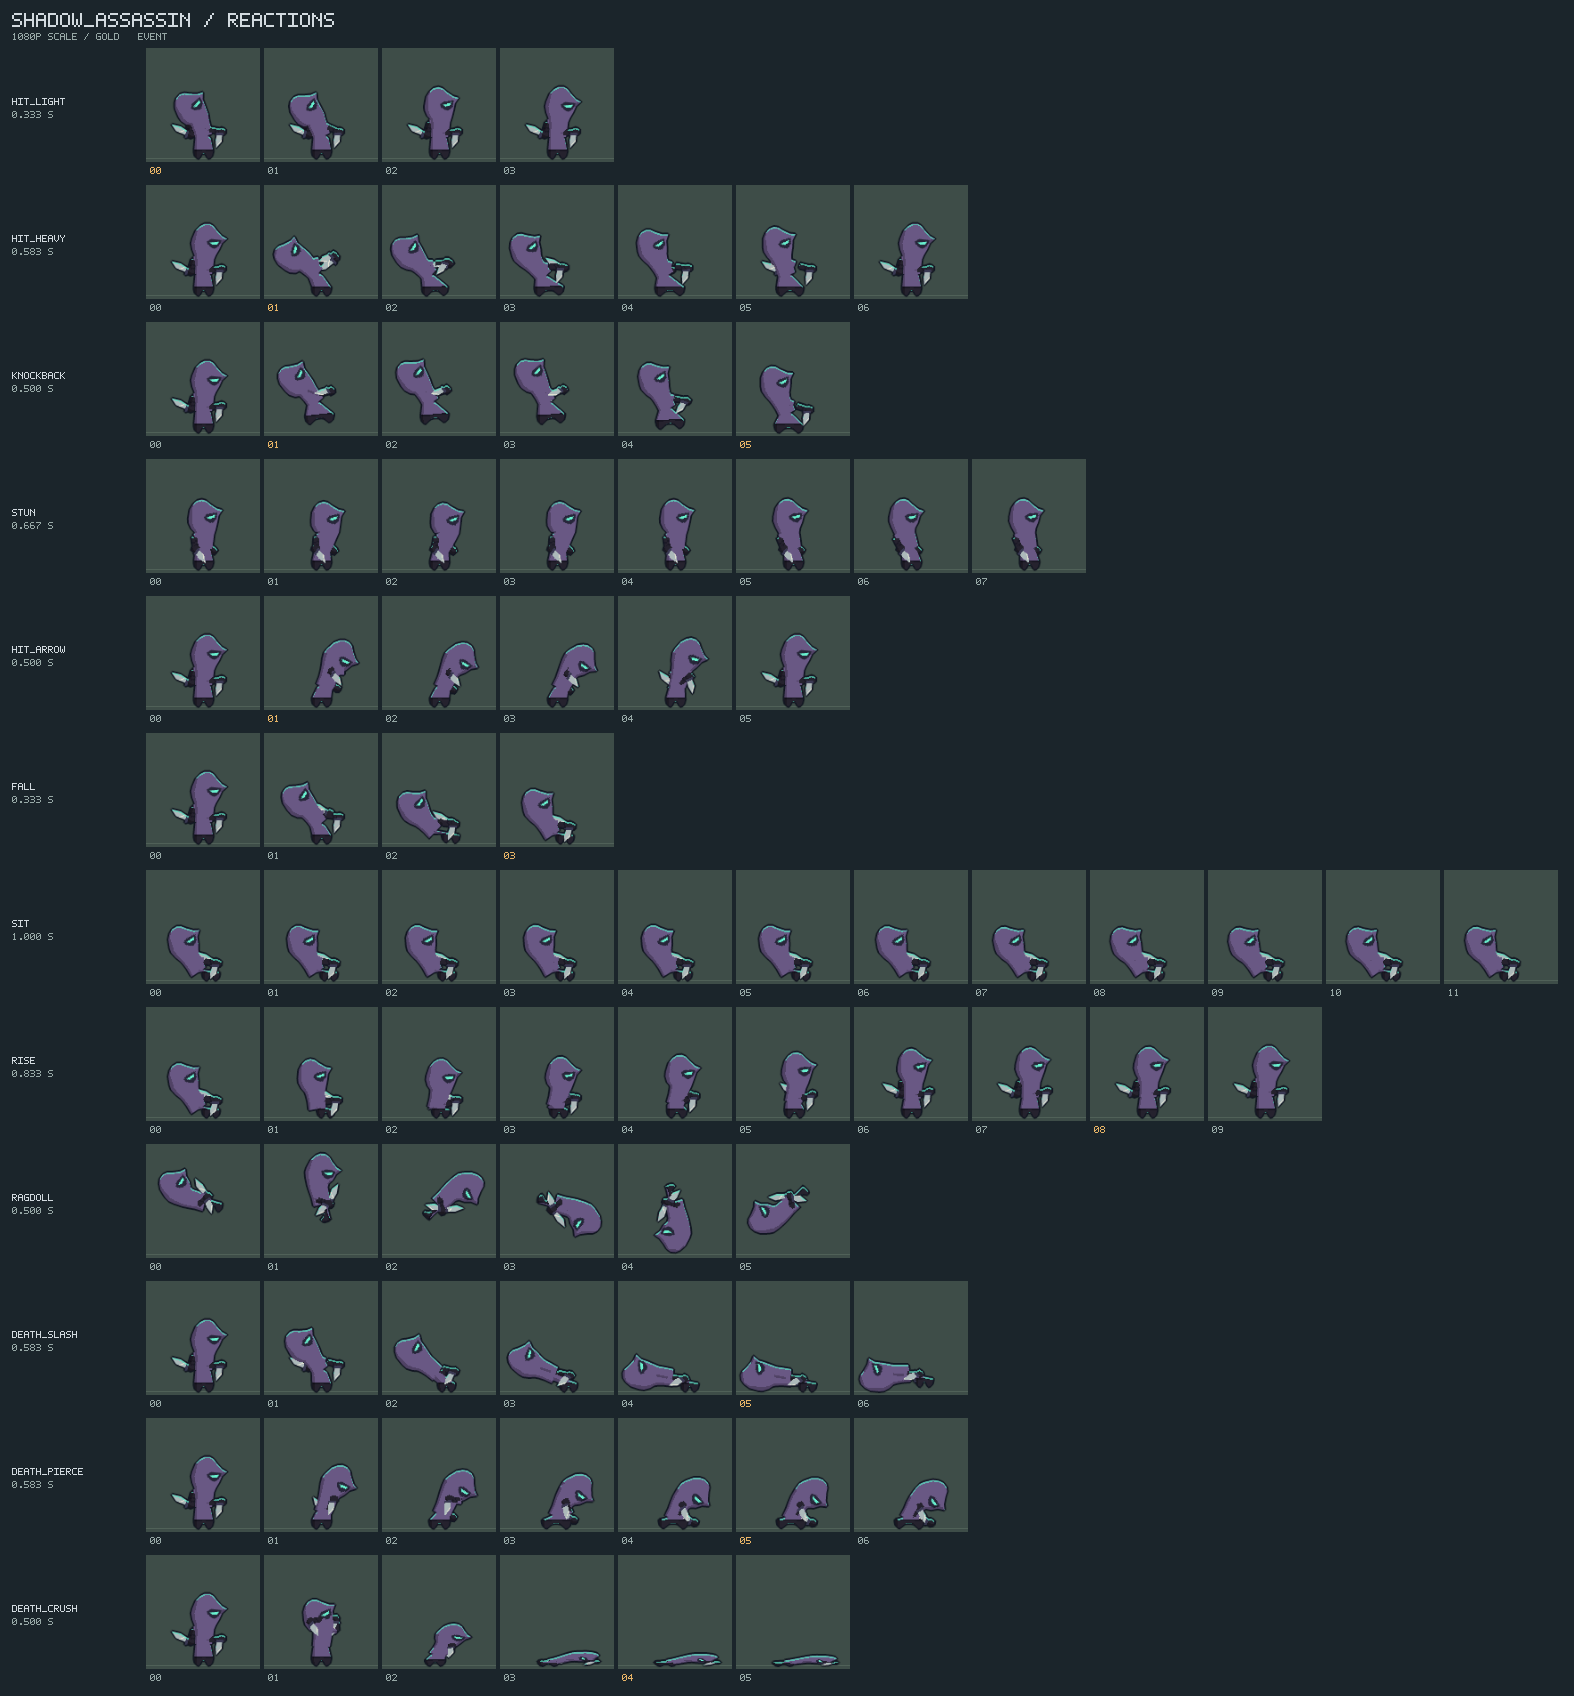 SHADOW_ASSASSIN / REACTIONS
1080P SCALE / GOLD EVENT
HIT_LIGHT
0.333 S
00 01 02 03
HIT_HEAVY
0.583 S
00 01 02 03 04 05 06
KNOCKBACK
0.500 S
00 01 02 03 04 05
STUN
0.667 S
00 01 02 03 04 05 06 07
HIT_ARROW
0.500 S
00 01 02 03 04 05
FALL
0.333 S
00 01 02 03
SIT
1.000 S
00 01 02 03 04 05 06 07 08 09 10 11
RISE
0.833 S
00 01 02 03 04 05 06 07 08 09
RAGDOLL
0.500 S
00 01 02 03 04 05
DEATH_SLASH
0.583 S
00 01 02 03 04 05 06
DEATH_PIERCE
0.583 S
00 01 02 03 04 05 06
DEATH_CRUSH
0.500 S
00 01 02 03 04 05